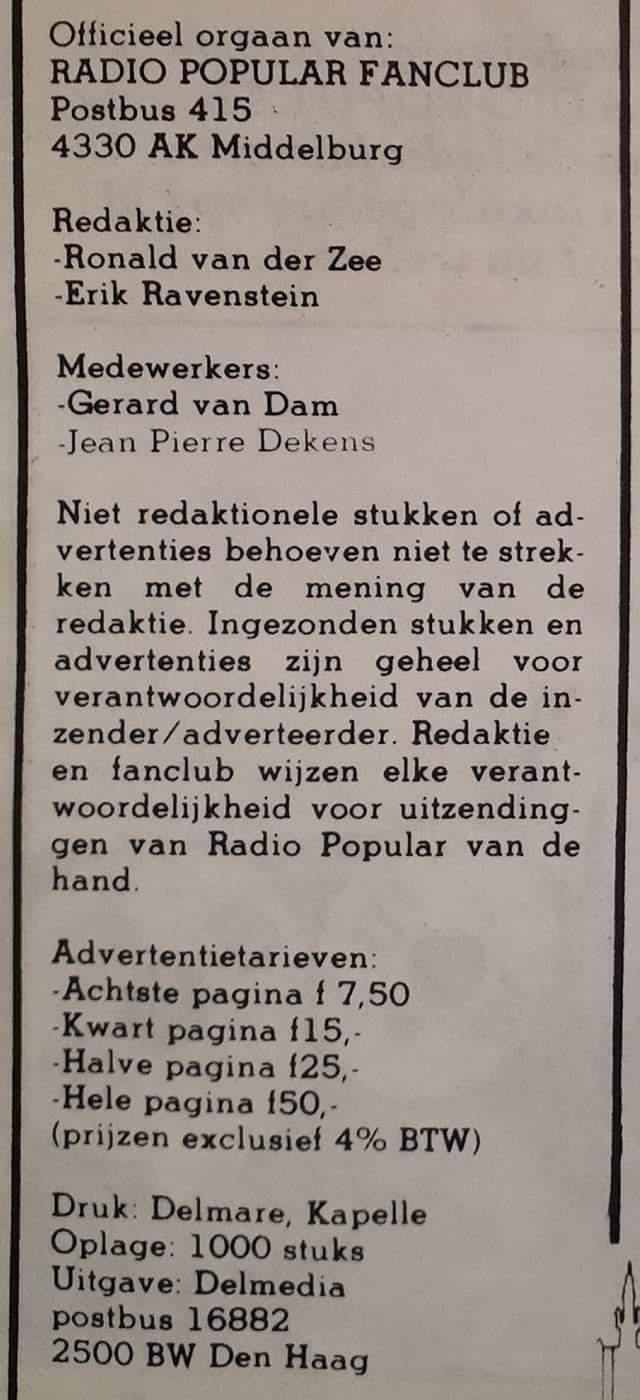 Officieel orgaan van:
RADIO POPULAR FANCLUB
Postbus 415
4330 AK Middelburg
Redaktie:
-Ronald van der Zee
-Erik Ravenstein
Medewerkers:
-Gerard van Dam
-Jean Pierre Dekens
Niet redaktionele stukken of ad-
vertenties behoeven niet te strek-
ken met de mening van de
redaktie. Ingezonden stukken en
advertenties zijn geheel voor
verantwoordelijkheid van de in-
zender/adverteerder. Redaktie
en fanclub wijzen elke verant-
woordelijkheid voor uitzending-
gen van Radio Popular van de
hand.
Advertentietarieven:
-Achtste pagina f 7,50
-Kwart pagina f15,-
-Halve pagina f25,-
-Hele pagina f50,-
(prijzen exclusief 4% BTW)
Druk: Delmare, Kapelle
Oplage: 1000 stuks
Uitgave: Delmedia
postbus 16882
2500 BW Den Haag